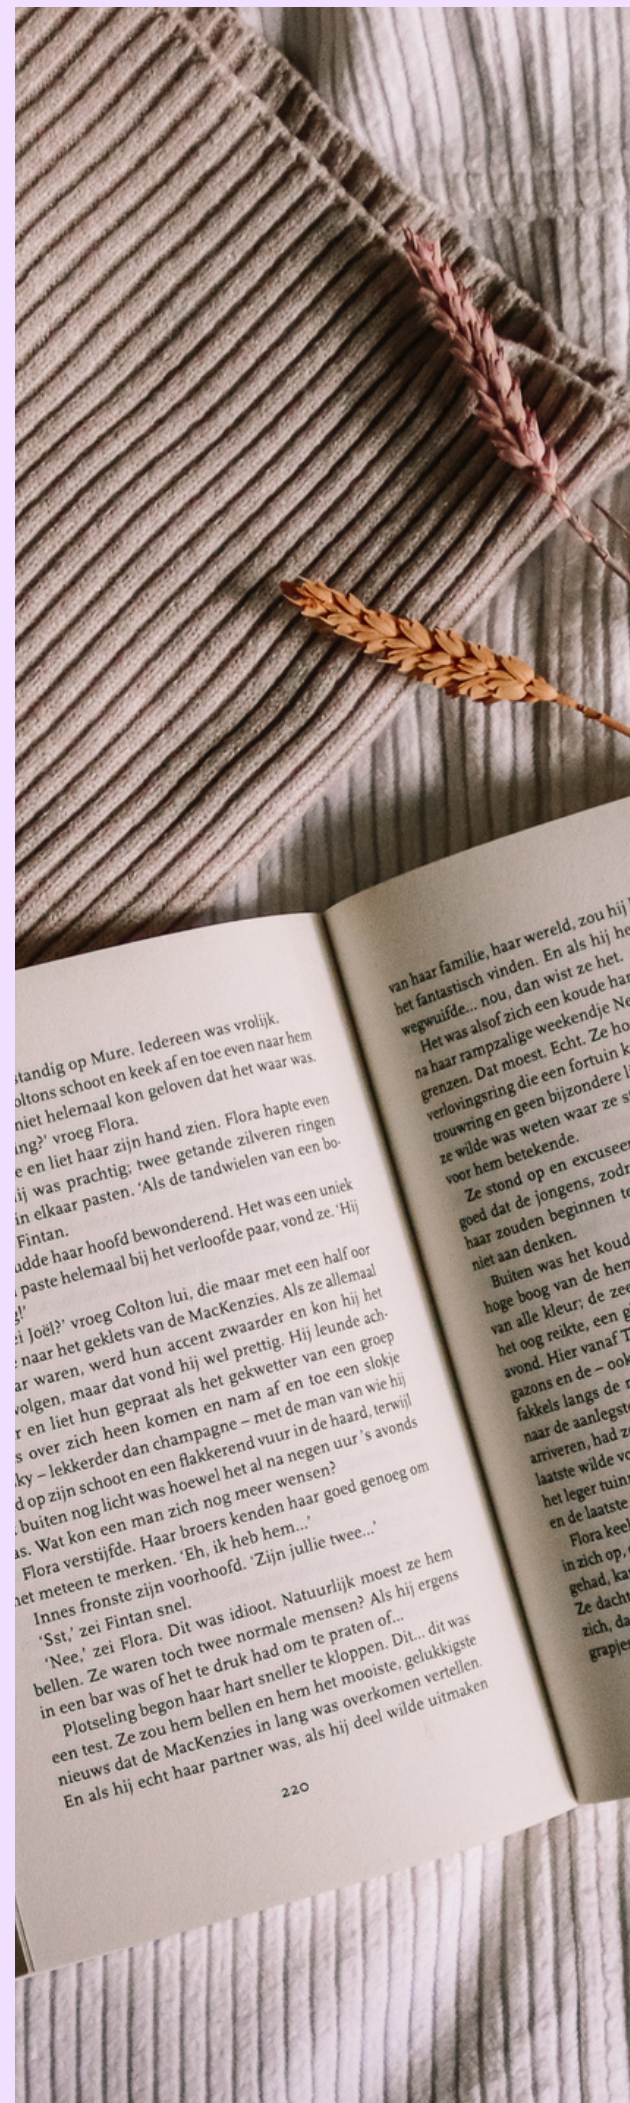 standig op Mure. Iedereen was vrolijk.
oltons schoot en keek af en toe even naar hem
niet helemaal kon geloven dat het waar was.
ing?’ vroeg Flora.
e en liet haar zijn hand zien. Flora hapte even
ij was prachtig; twee getande zilveren ringen
in elkaar pasten. ‘Als de tandwielen van een bo-
Fintan.
udde haar hoofd bewonderend. Het was een uniek
paste helemaal bij het verloofde paar, vond ze. ‘Hij
g!’
ei Joël?’ vroeg Colton lui, die maar met een half oor
naar het geklets van de MacKenzies. Als ze allemaal
ar waren, werd hun accent zwaarder en kon hij het
volgen, maar dat vond hij wel prettig. Hij leunde ach-
r en liet hun gepraat als het gekwetter van een groep
s over zich heen komen en nam af en toe een slokje
ky – lekkerder dan champagne – met de man van wie hij
d op zijn schoot en een flakkerend vuur in de haard, terwijl
buiten nog licht was hoewel het al na negen uur ’s avonds
as. Wat kon een man zich nog meer wensen?
Flora verstijfde. Haar broers kenden haar goed genoeg om
het meteen te merken. ‘Eh, ik heb hem...’
Innes fronste zijn voorhoofd. ‘Zijn jullie twee...’
‘Sst,’ zei Fintan snel.
‘Nee,’ zei Flora. Dit was idioot. Natuurlijk moest ze hem
bellen. Ze waren toch twee normale mensen? Als hij ergens
in een bar was of het te druk had om te praten of...
Plotseling begon haar hart sneller te kloppen. Dit... dit was
een test. Ze zou hem bellen en hem het mooiste, gelukkigste
nieuws dat de MacKenzies in lang was overkomen vertellen.
En als hij echt haar partner was, als hij deel wilde uitmaken
220
van haar familie, haar wereld, zou hij
het fantastisch vinden. En als hij he
wegwuifde... nou, dan wist ze het.
Het was alsof zich een koude har
na haar rampzalige weekendje Ne
grenzen. Dat moest. Echt. Ze ho
verlovingsring die een fortuin k
trouwring en geen bijzondere l
ze wilde was weten waar ze s
voor hem betekende.
Ze stond op en excuseer
goed dat de jongens, zodr
haar zouden beginnen te
niet aan denken.
Buiten was het koud
hoge boog van de hem
van alle kleur; de zee
het oog reikte, een g
avond. Hier vanaf T
gazons en de – ook
fakkels langs de r
naar de aanlegste
arriveren, had z
laatste wilde vo
het leger tuin
en de laatste
Flora keek
in zich op,
gehad, ka
Ze dacht
zich, da
grapjes